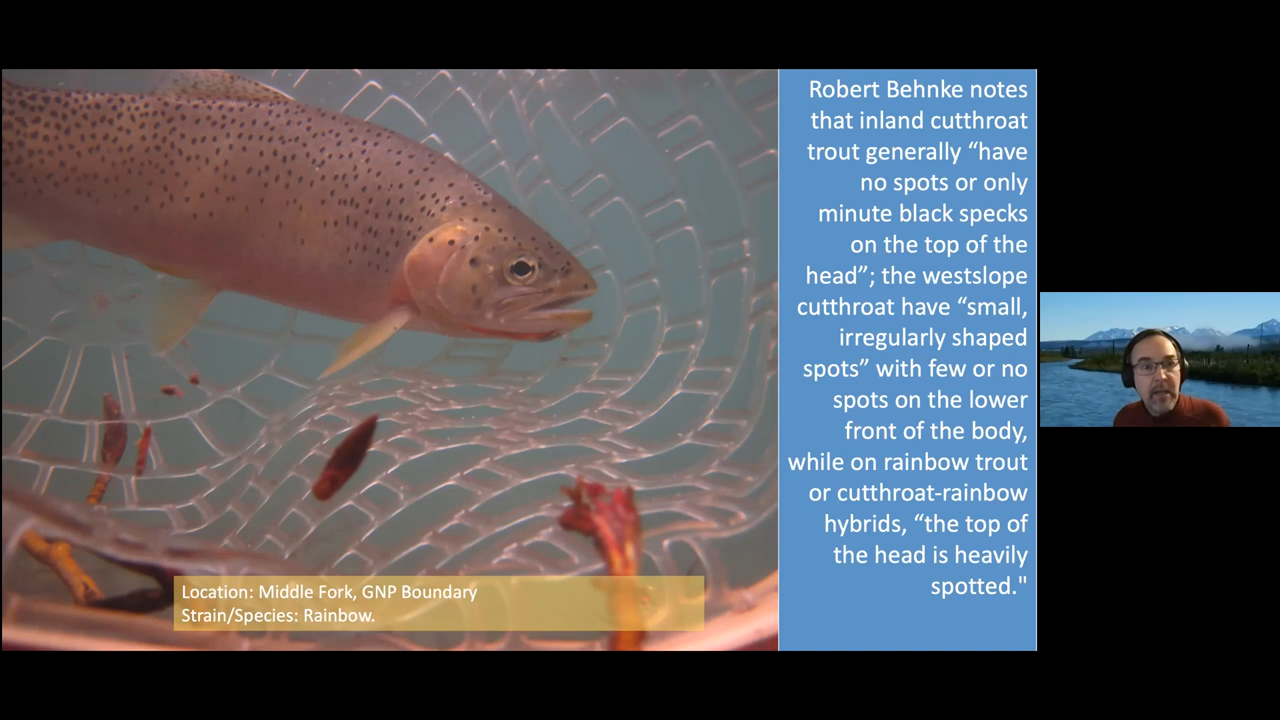 Robert Behnke notes
that inland cutthroat
trout generally “have
no spots or only
minute black specks
on the top of the
head”; the westslope
cutthroat have “small,
irregularly shaped
spots” with few or no
spots on the lower
front of the body,
while on rainbow trout
or cutthroat-rainbow
hybrids, “the top of
the head is heavily
spotted."
Location: Middle Fork, GNP Boundary
Strain/Species: Rainbow.